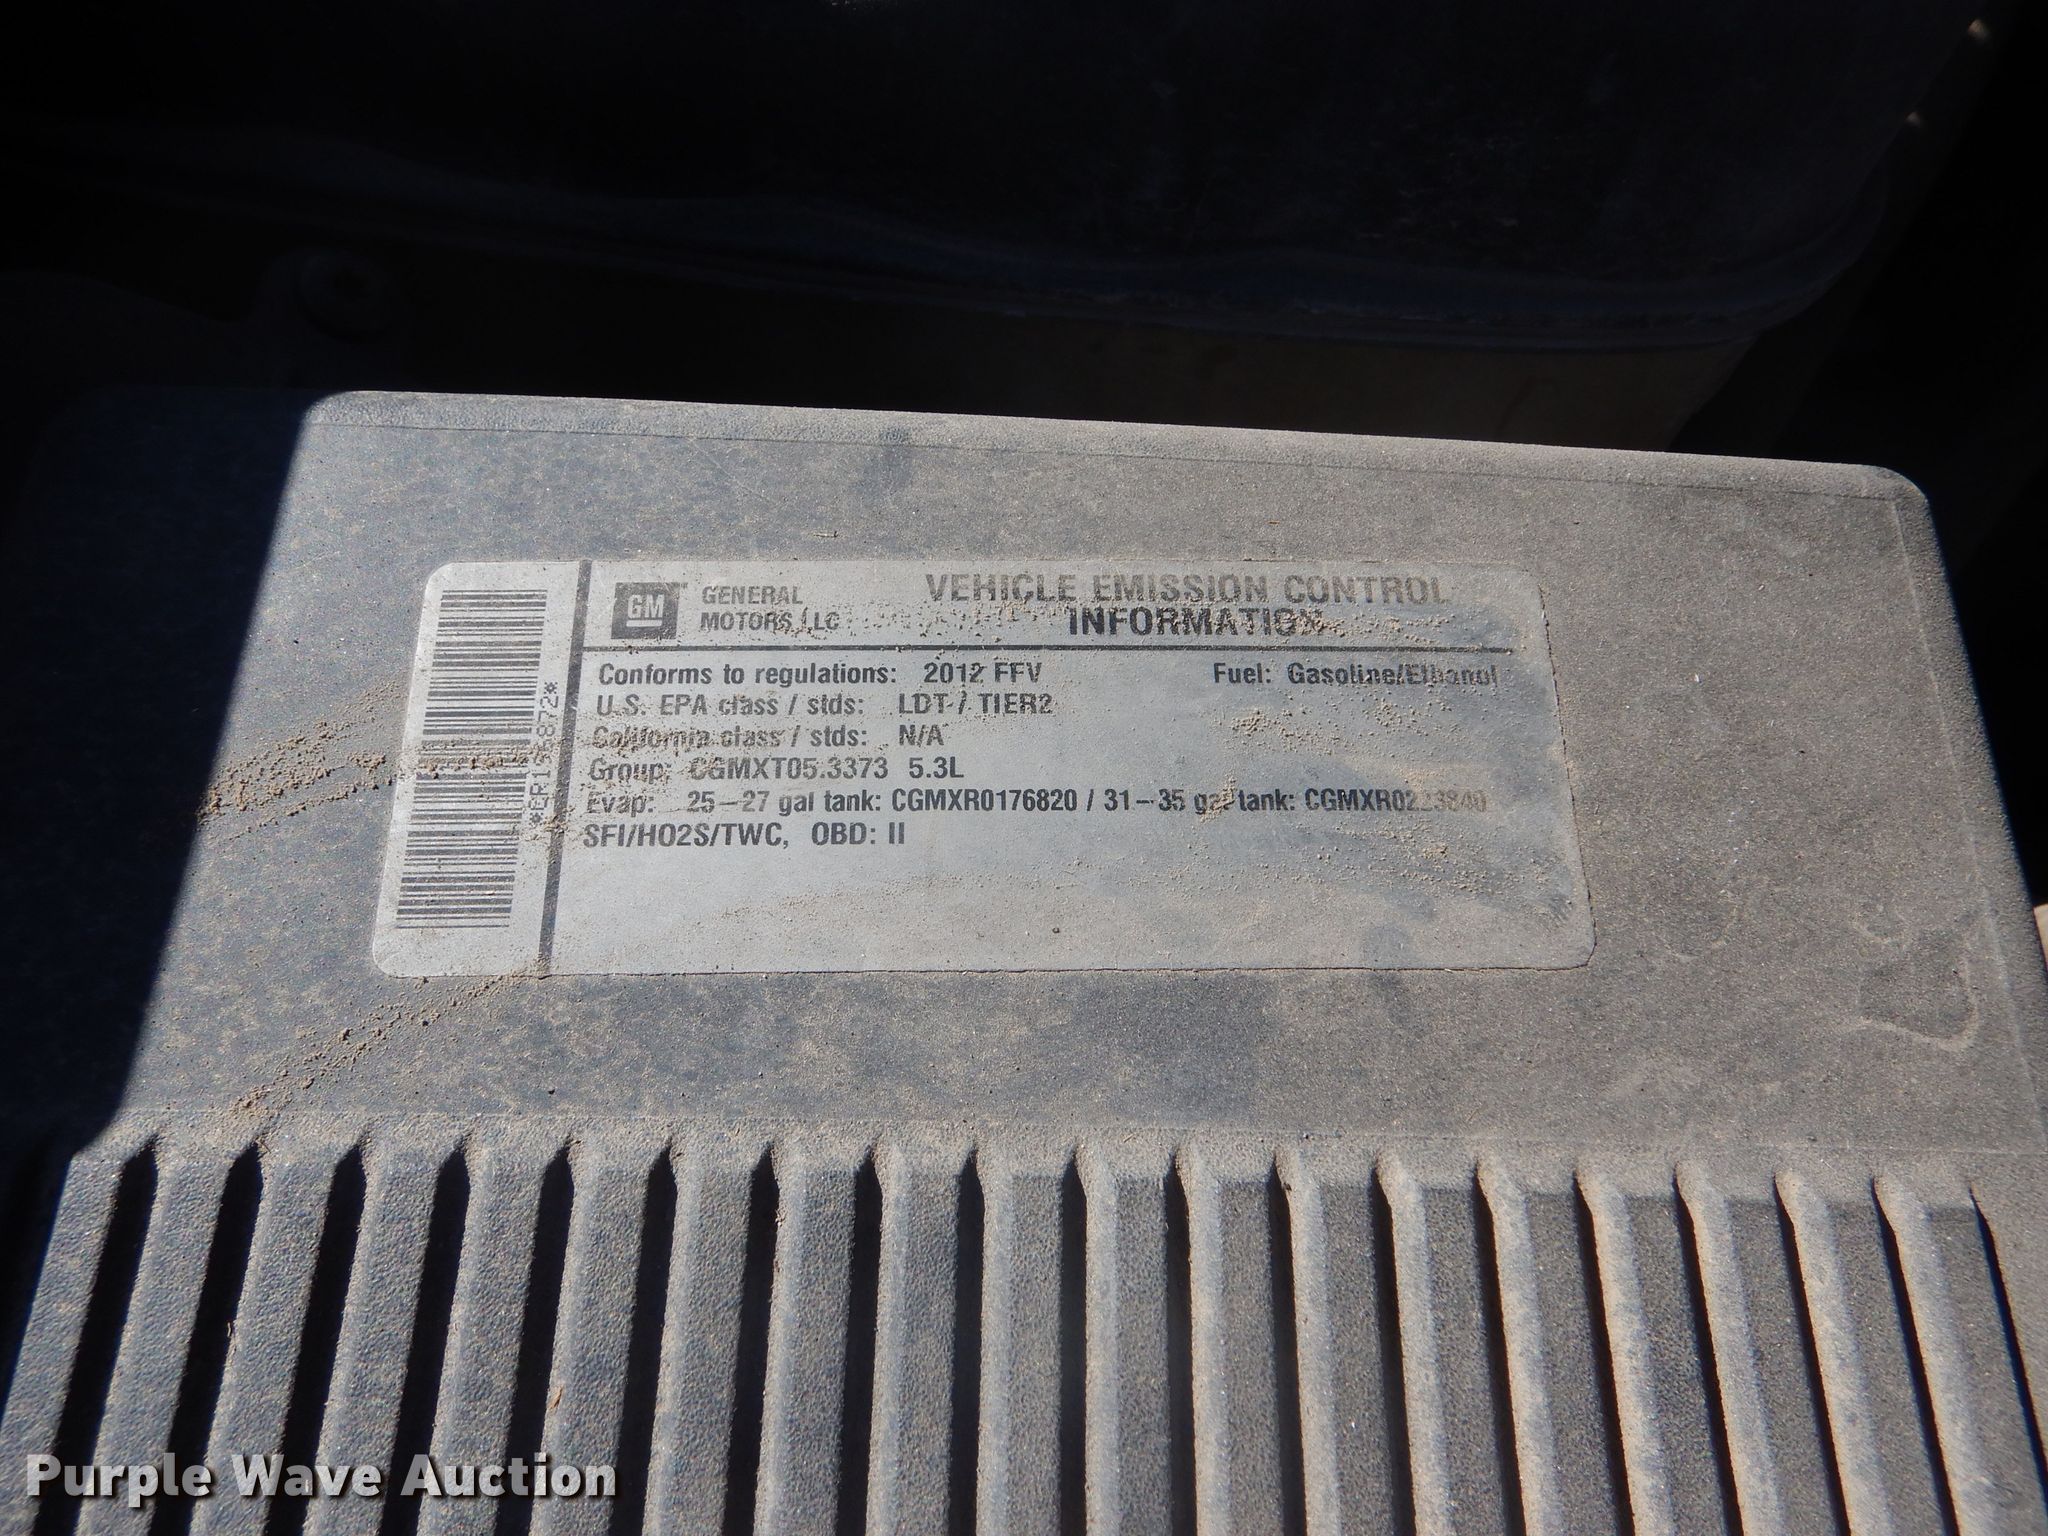 GM GENERAL MOTORS LLC
VEHICLE EMISSION CONTROL
INFORMATION
Conforms to regulations: 2012 FFV Fuel: Gasoline/Ethanol
U.S. EPA class / stds: LDT / TIER2
California class / stds: N/A
Group: CGMXT05.3373 5.3L
Evap: 25-27 gal tank: CGMXR0176820 / 31-35 gal tank:
SFI/HO2S/TWC, OBD: II
Purple Wave Auction